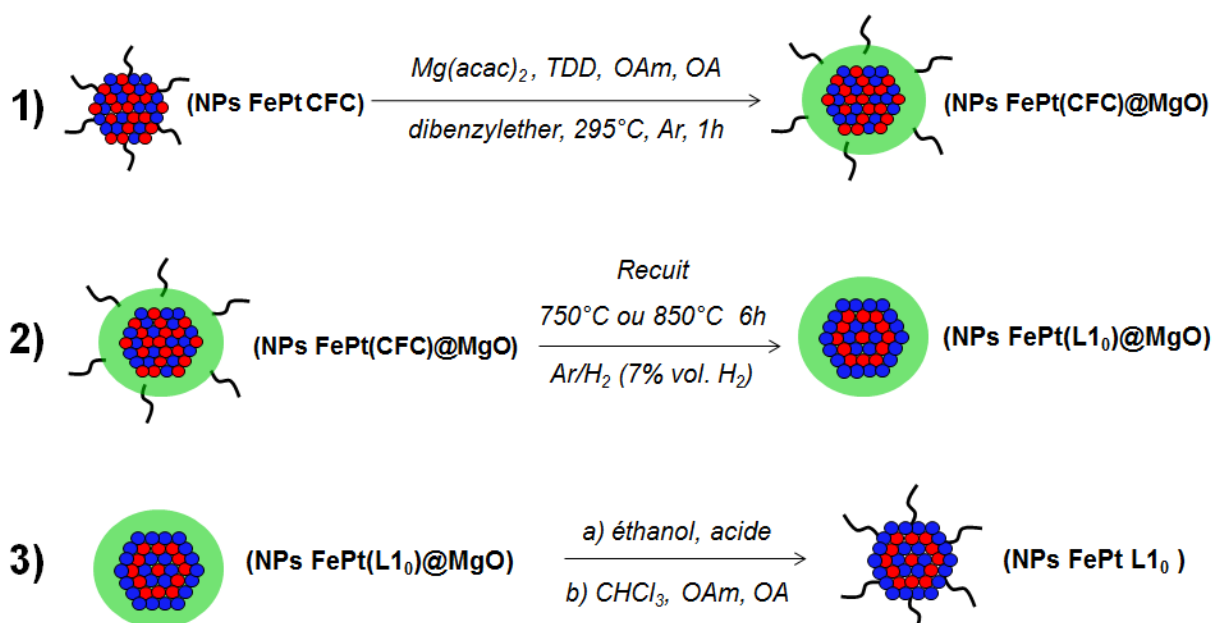 1)
(NPs FePt CFC)
Mg(acac)₂, TDD, OAm, OA
dibenzylether, 295°C, Ar, 1h
(NPs FePt(CFC)@MgO)
2)
(NPs FePt(CFC)@MgO)
Recuit
750°C ou 850°C 6h
Ar/H₂ (7% vol. H₂)
(NPs FePt(L1₀)@MgO)
3)
(NPs FePt(L1₀)@MgO)
a) éthanol, acide
b) CHCl₃, OAm, OA
(NPs FePt L1₀ )